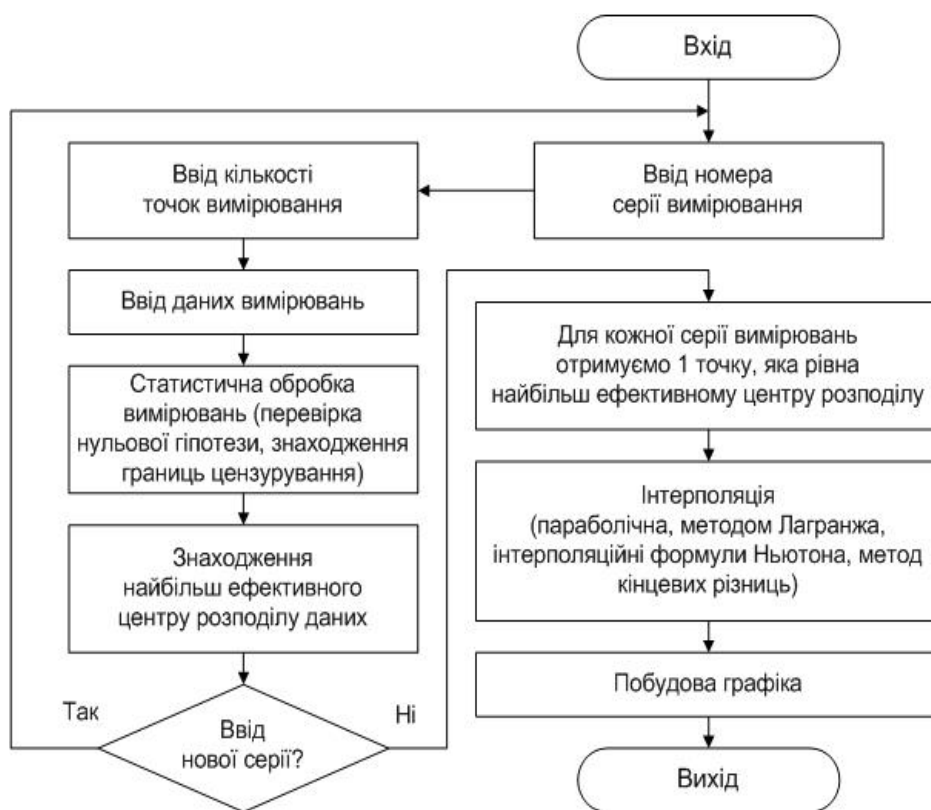 Вхід
Ввід номера
серії вимірювання
Ввід кількості
точок вимірювання
Ввід даних вимірювань
Статистична обробка
вимірювань (перевірка
нульової гіпотези, знаходження
границь цензурування)
Знаходження
найбільш ефективного
центру розподілу даних
Ввід
нової серії?
Так
Ні
Для кожної серії вимірювань
отримуємо 1 точку, яка рівна
найбільш ефективному центру розподілу
Інтерполяція
(параболічна, методом Лагранжа,
інтерполяційні формули Ньютона, метод
кінцевих різниць)
Побудова графіка
Вихід